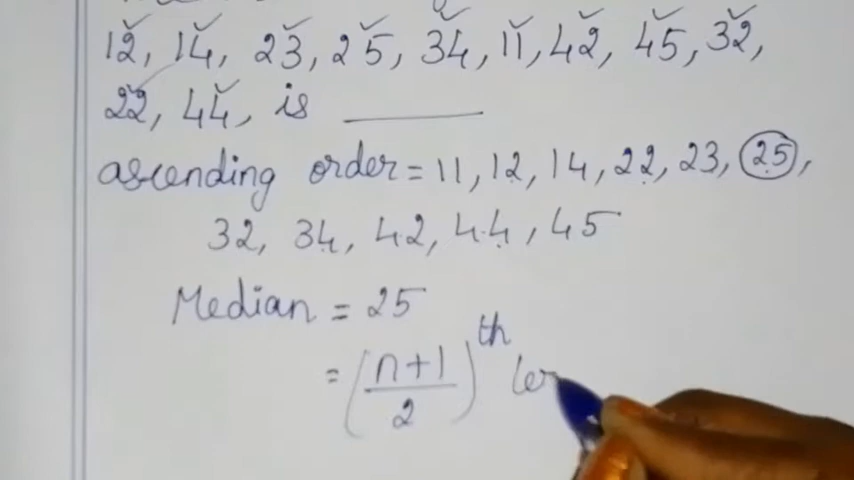 12, 14, 23, 25, 34, 11, 42, 45, 32,
22, 44, is
ascending order = 11, 12, 14, 22, 23, 25,
32, 34, 42, 44, 45
Median = 25
= (n+1/2)th ter